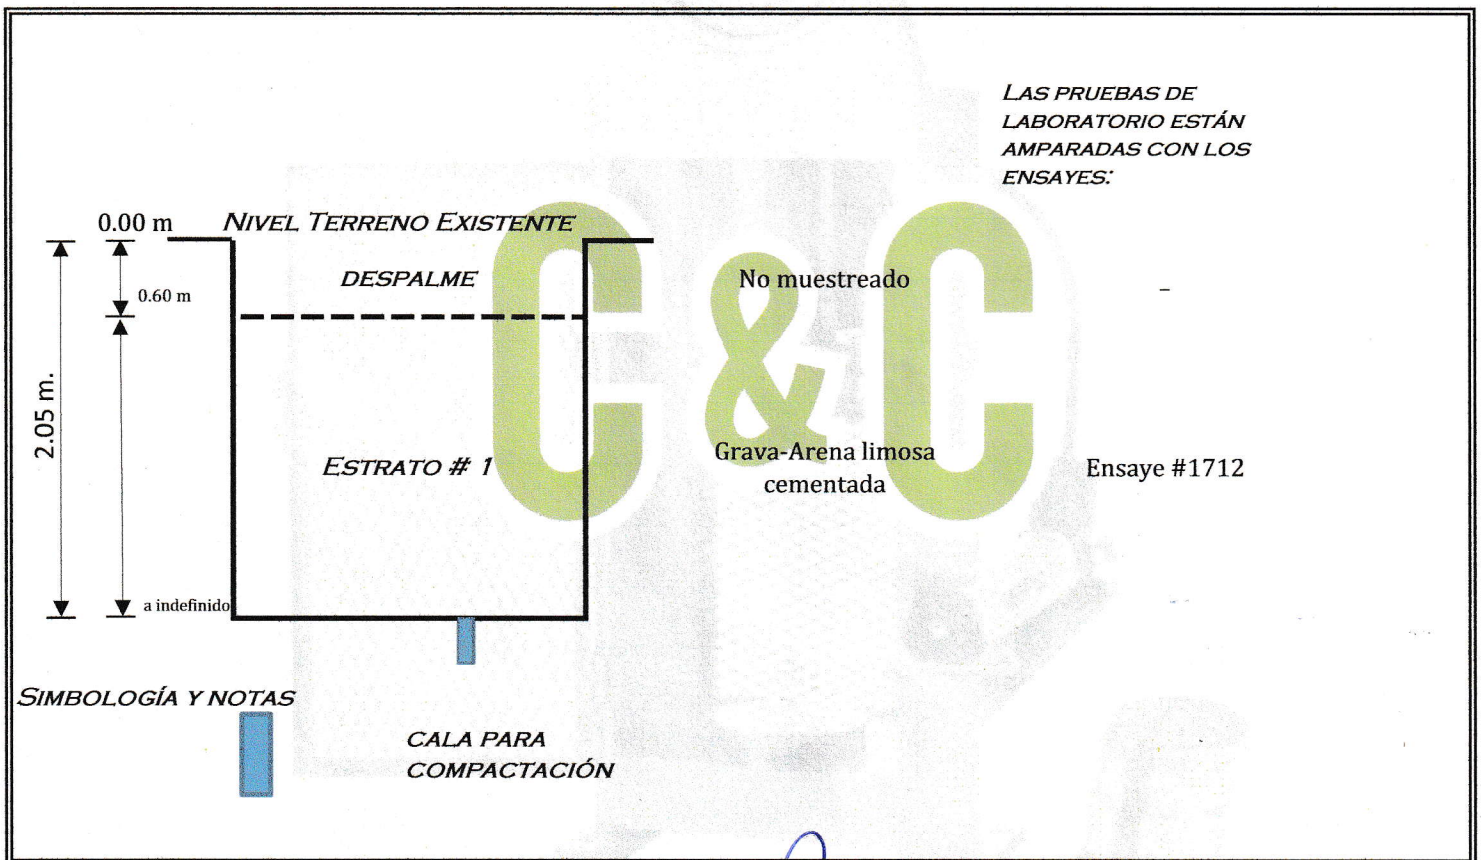 LAS PRUEBAS DE
LABORATORIO ESTÁN
AMPARADAS CON LOS
ENSAYES:
0.00 m NIVEL TERRENO EXISTENTE
DESPALME No muestreado –
0.60 m
2.05 m.
ESTRATO # 1
Grava-Arena limosa
cementada
Ensaye #1712
C&C
a indefinido
SIMBOLOGÍA Y NOTAS
CALA PARA
COMPACTACIÓN